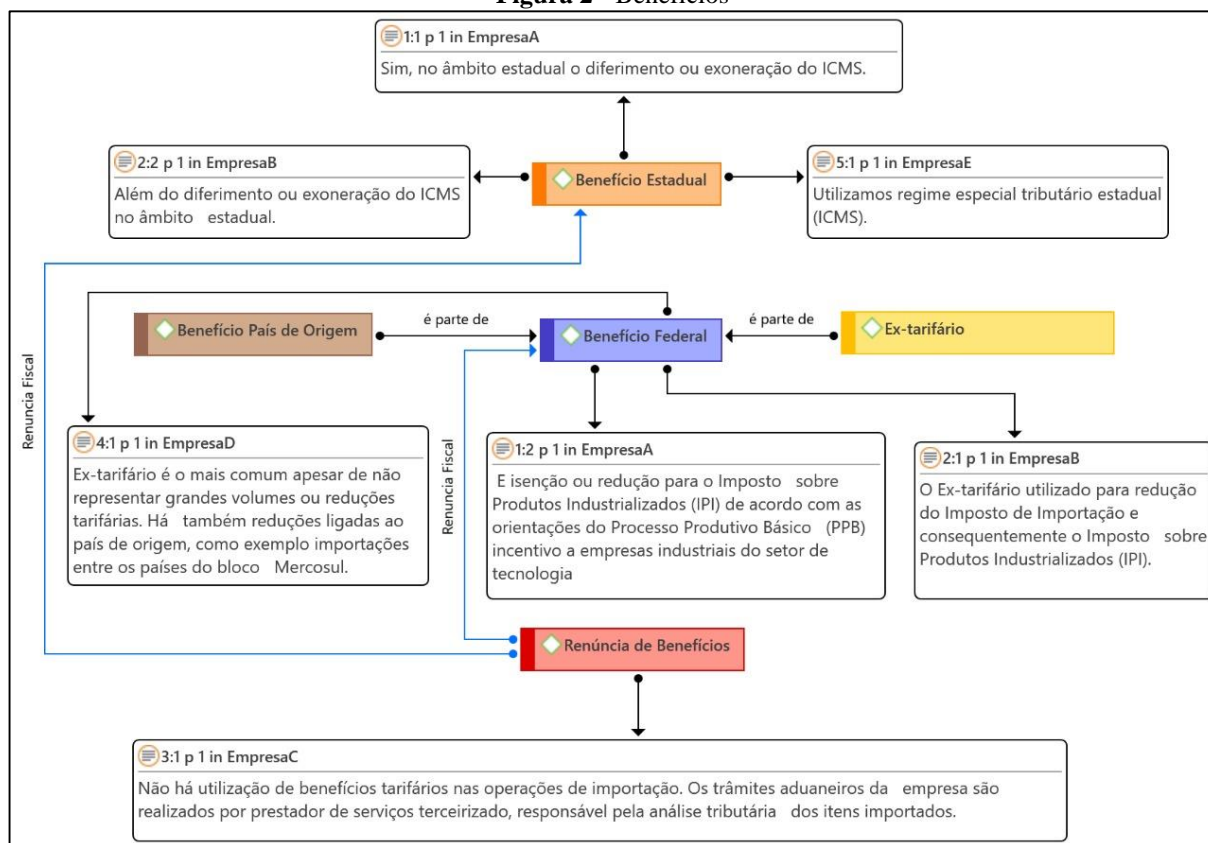 Figura 2 - Benefícios
1:1 p 1 in EmpresaA
Sim, no âmbito estadual o diferimento ou exoneração do ICMS.
2:2 p 1 in EmpresaB
Além do diferimento ou exoneração do ICMS
no âmbito estadual.
Benefício Estadual
5:1 p 1 in EmpresaE
Utilizamos regime especial tributário estadual
(ICMS).
Benefício País de Origem
é parte de
Benefício Federal
é parte de
Ex-tarifário
Renuncia Fiscal
Renuncia Fiscal
4:1 p 1 in EmpresaD
Ex-tarifário é o mais comum apesar de não
representar grandes volumes ou reduções
tarifárias. Há também reduções ligadas ao
país de origem, como exemplo importações
entre os países do bloco Mercosul.
1:2 p 1 in EmpresaA
E isenção ou redução para o Imposto sobre
Produtos Industrializados (IPI) de acordo com as
orientações do Processo Produtivo Básico (PPB)
incentivo a empresas industriais do setor de
tecnologia
2:1 p 1 in EmpresaB
O Ex-tarifário utilizado para redução
do Imposto de Importação e
consequentemente o Imposto sobre
Produtos Industrializados (IPI).
Renúncia de Benefícios
3:1 p 1 in EmpresaC
Não há utilização de benefícios tarifários nas operações de importação. Os trâmites aduaneiros da empresa são
realizados por prestador de serviços terceirizado, responsável pela análise tributária dos itens importados.